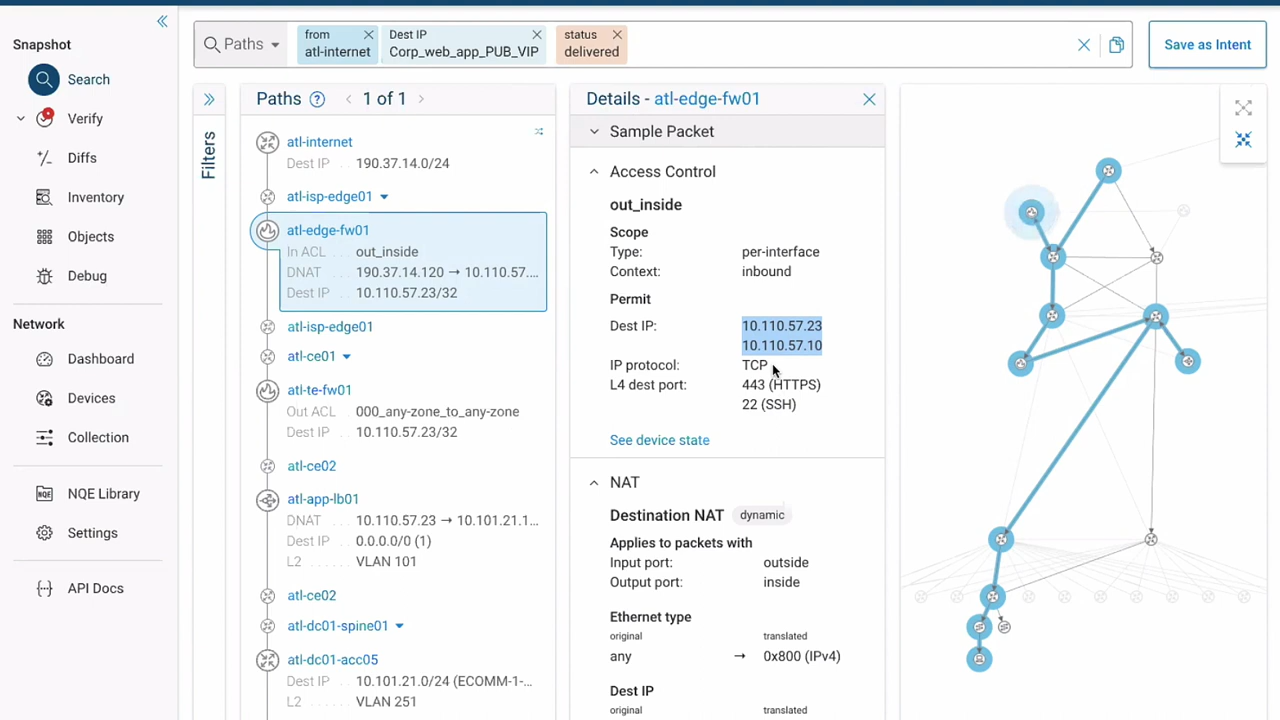 Snapshot
Search
Verify
Diffs
Inventory
Objects
Debug
Network
Dashboard
Devices
Collection
NQE Library
Settings
API Docs
Paths
from
atl-internet
Dest IP
Corp_web_app_PUB_VIP
status
delivered
Save as Intent
Filters
Paths
1 of 1
atl-internet
Dest IP 190.37.14.0/24
atl-isp-edge01
atl-edge-fw01
In ACL out_inside
DNAT 190.37.14.120 → 10.110.57....
Dest IP 10.110.57.23/32
atl-isp-edge01
atl-ce01
atl-te-fw01
Out ACL 000_any-zone_to_any-zone
Dest IP 10.110.57.23/32
atl-ce02
atl-app-lb01
DNAT 10.110.57.23 → 10.101.21.1...
Dest IP 0.0.0.0/0 (1)
L2 VLAN 101
atl-ce02
atl-dc01-spine01
atl-dc01-acc05
Dest IP 10.101.21.0/24 (ECOMM-1-...
L2 VLAN 251
Details - atl-edge-fw01
Sample Packet
Access Control
out_inside
Scope
Type: per-interface
Context: inbound
Permit
Dest IP: 10.110.57.23
10.110.57.10
IP protocol: TCP
L4 dest port: 443 (HTTPS)
22 (SSH)
See device state
NAT
Destination NAT dynamic
Applies to packets with
Input port: outside
Output port: inside
Ethernet type
original translated
any → 0x800 (IPv4)
Dest IP
original translated